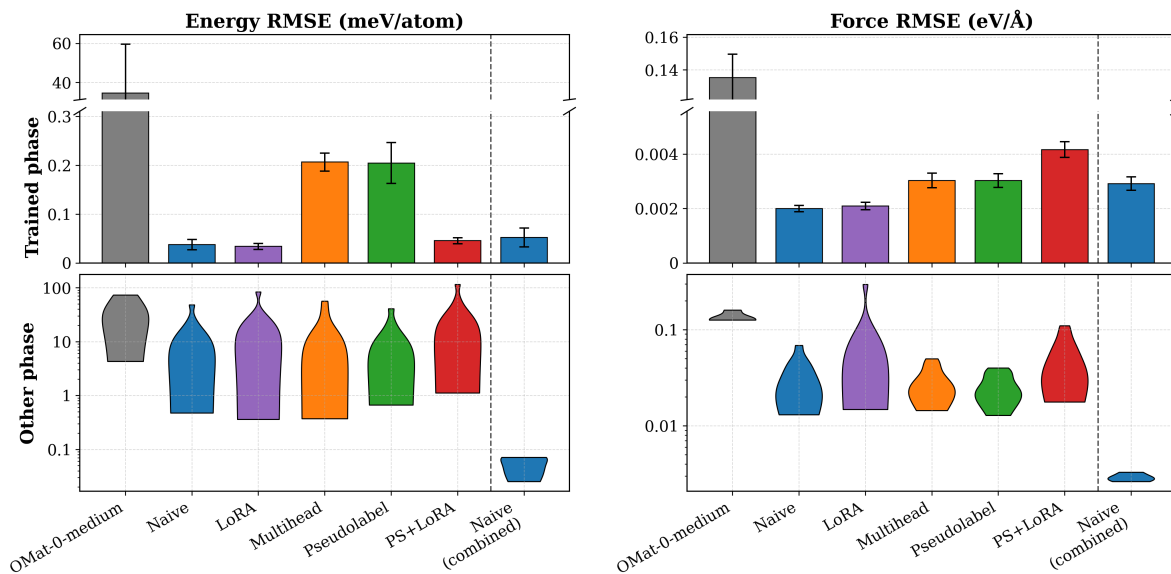 Energy RMSE (meV/atom)
Force RMSE (eV/Å)
Trained phase
60
40
0.3
0.2
0.1
0
0.16
0.14
0.004
0.002
0
Other phase
100
10
1
0.1
0.1
0.01
OMat-0-medium
Naive
LoRA
Multihead
Pseudolabel
PS+LoRA
Naive
(combined)
OMat-0-medium
Naive
LoRA
Multihead
Pseudolabel
PS+LoRA
Naive
(combined)